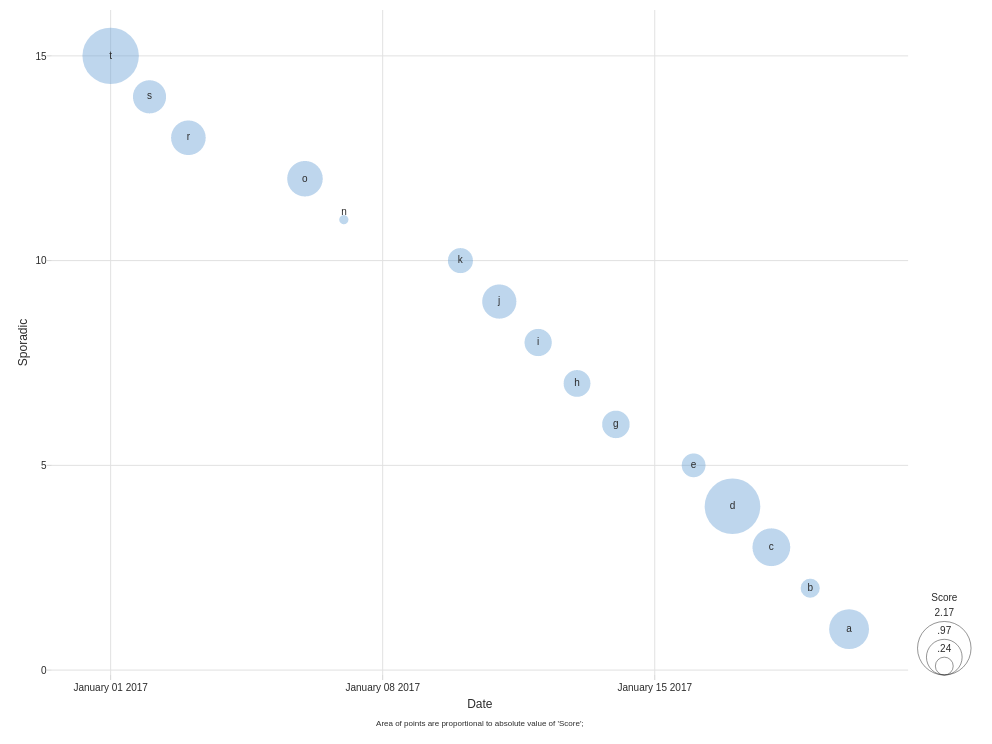 15
t
s
r
o
n
10
k
j
i
h
g
5
e
d
c
b
a
0
Sporadic
January 01 2017
January 08 2017
January 15 2017
Date
Score
2.17
.97
.24
Area of points are proportional to absolute value of 'Score';